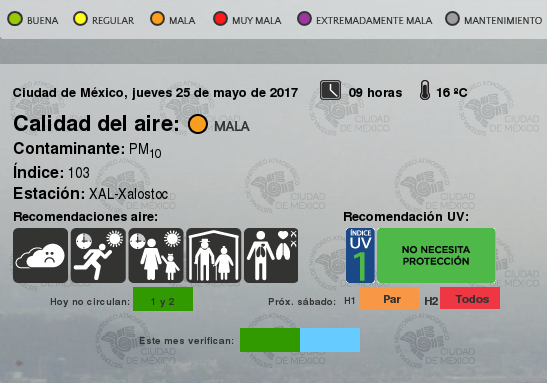 BUENA REGULAR MALA MUY MALA EXTREMADAMENTE MALA MANTENIMIENTO
Ciudad de México, jueves 25 de mayo de 2017 09 horas 16 ºC
Calidad del aire: MALA
Contaminante: PM10
Índice: 103
Estación: XAL-Xalostoc
Recomendaciones aire: Recomendación UV:
ÍNDICE UV 1 NO NECESITA PROTECCIÓN
Hoy no circulan: 1 y 2 Próx. sábado: H1 Par H2 Todos
Este mes verifican:
CIUDAD DE MÉXICO